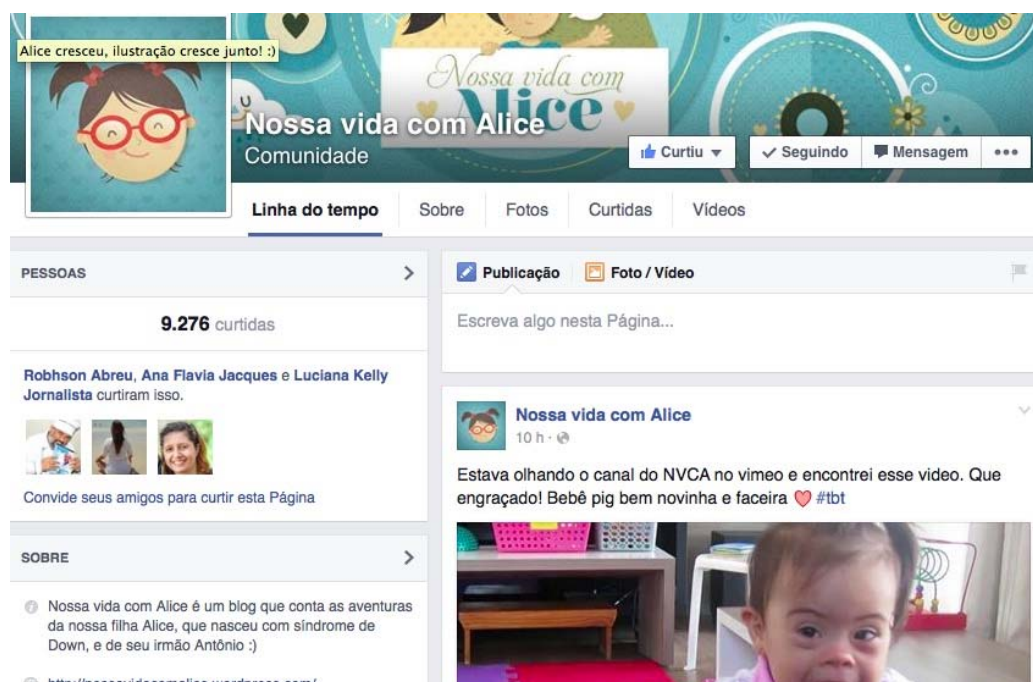 Alice cresceu, ilustração cresce junto! :)
Nossa vida com
Alice
Nossa vida com Alice
Comunidade
Curtiu
Seguindo
Mensagem
Linha do tempo
Sobre
Fotos
Curtidas
Vídeos
PESSOAS
9.276 curtidas
Robhson Abreu, Ana Flavia Jacques e Luciana Kelly
Jornalista curtiram isso.
Convide seus amigos para curtir esta Página
SOBRE
Nossa vida com Alice é um blog que conta as aventuras
da nossa filha Alice, que nasceu com síndrome de
Down, e de seu irmão Antônio :)
Publicação
Foto / Vídeo
Escreva algo nesta Página...
Nossa vida com Alice
10 h
Estava olhando o canal do NVCA no vimeo e encontrei esse video. Que
engraçado! Bebê pig bem novinha e faceira ❤ #tbt